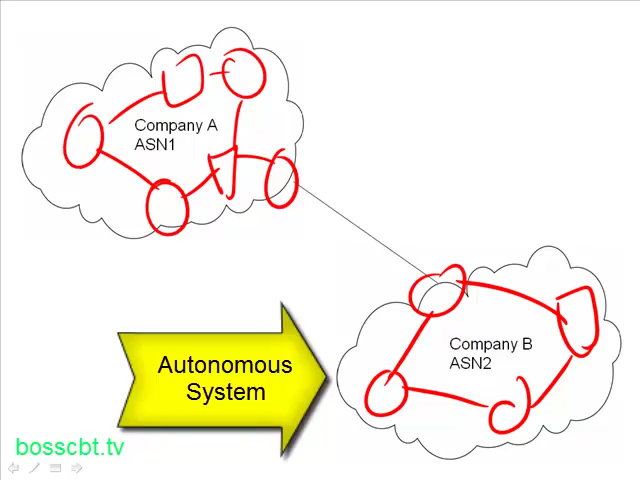 Company A
ASN1
Company B
ASN2
Autonomous
System
bosscbt.tv